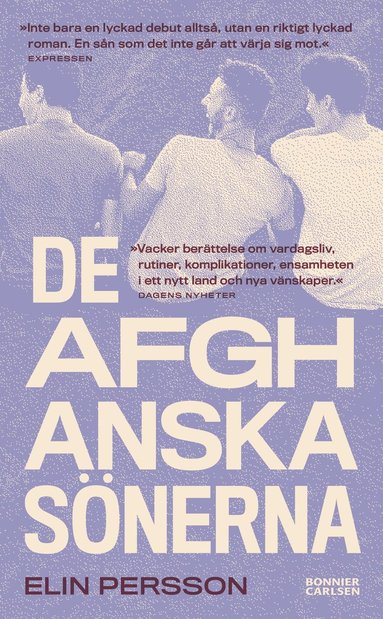 »Inte bara en lyckad debut alltså, utan en riktigt lyckad
roman. En sån som det inte går att värja sig mot.«
EXPRESSEN
DE
»Vacker berättelse om vardagsliv,
rutiner, komplikationer, ensamheten
i ett nytt land och nya vänskaper.«
DAGENS NYHETER
AFGH
ANSKA
SÖNERNA
ELIN PERSSON
BONNIER
CARLSEN